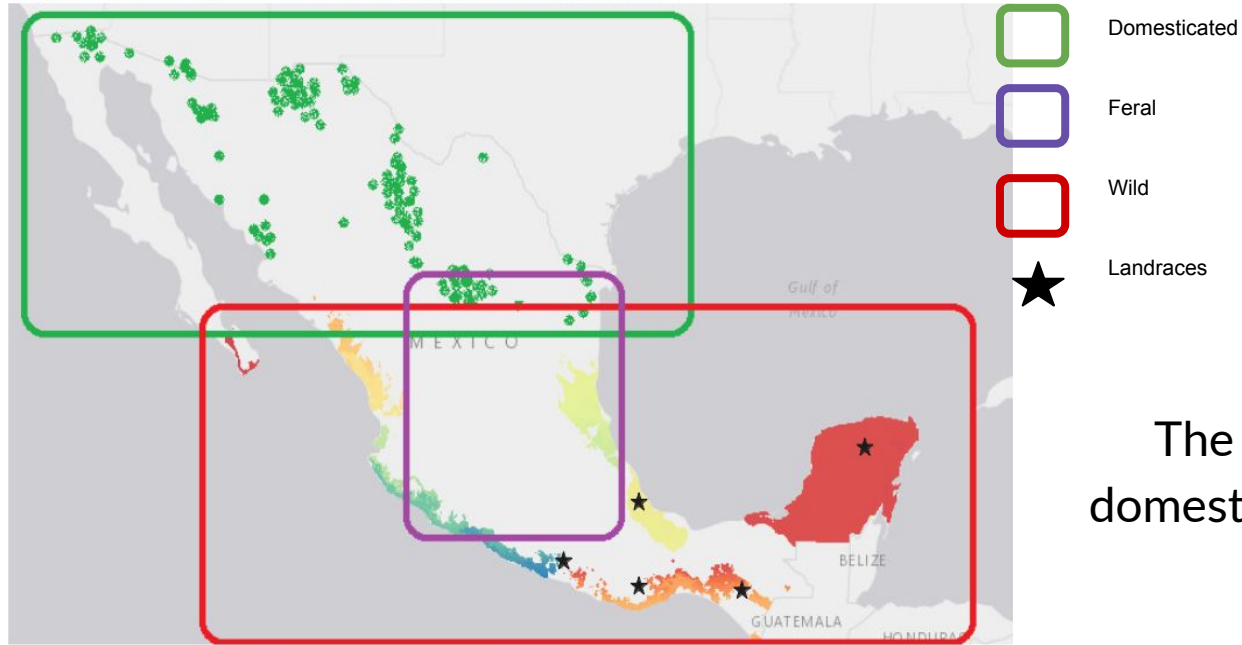 Domesticated
Feral
Wild
Landraces
Gulf of
Mexico
MEXICO
The
domest
BELIZE
GUATEMALA
HONDURAS